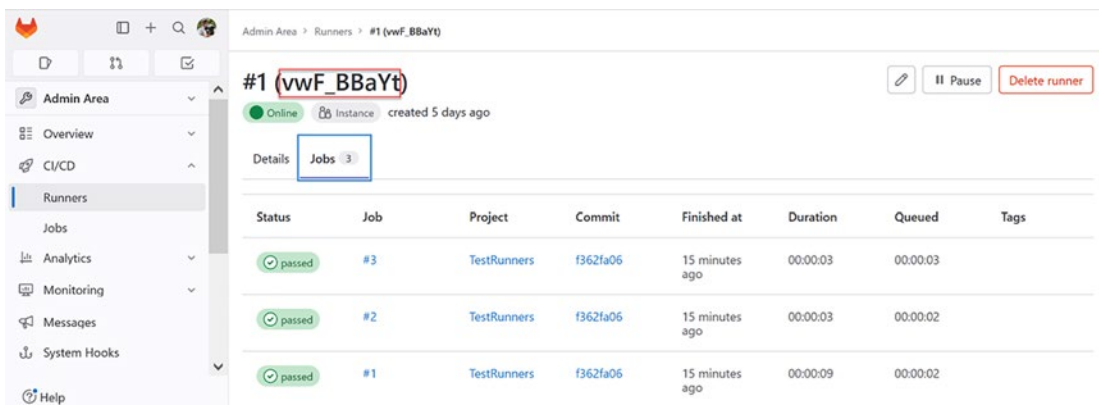 Admin Area > Runners > #1 (vwF_BBaYt)
Admin Area
Overview
CI/CD
Runners
Jobs
Analytics
Monitoring
Messages
System Hooks
Help
#1 (vwF_BBaYt)
Pause
Delete runner
Online Instance created 5 days ago
Details Jobs 3
Status Job Project Commit Finished at Duration Queued Tags
passed #3 TestRunners f362fa06 15 minutes ago 00:00:03 00:00:03
passed #2 TestRunners f362fa06 15 minutes ago 00:00:03 00:00:02
passed #1 TestRunners f362fa06 15 minutes ago 00:00:09 00:00:02